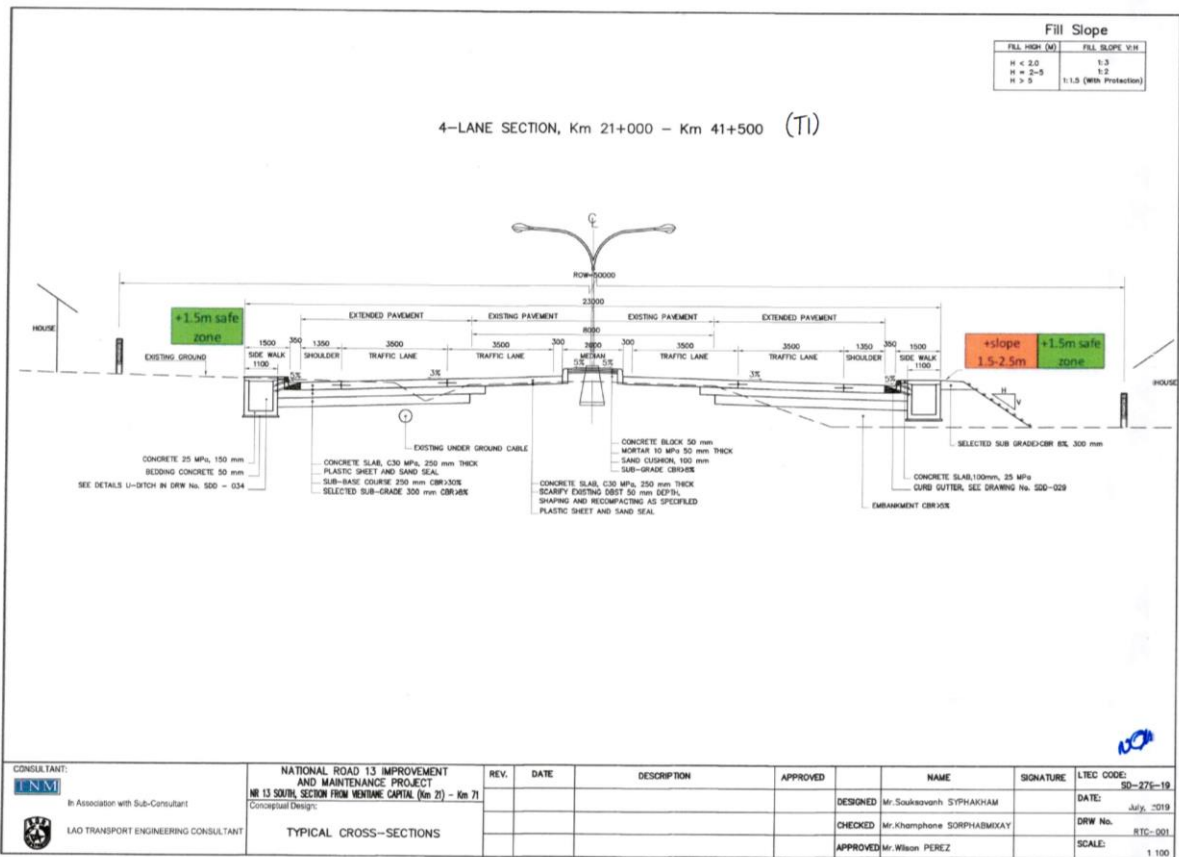 Fill Slope
FILL HIGH (M) FILL SLOPE V:H
H < 2.0 1:3
H = 2-5 1:2
H > 5 1:1.5 (With Protection)
4-LANE SECTION, Km 21+000 - Km 41+500 (T1)
ROW=50000
23000
+1.5m safe
zone
EXTENDED PAVEMENT EXISTING PAVEMENT EXISTING PAVEMENT EXTENDED PAVEMENT
8000
HOUSE
1500 350 1350 3500 3500 300 300 3500 3500 1350 350 1500
+slope
1.5-2.5m
+1.5m safe
zone
EXISTING GROUND
SIDE WALK SHOULDER TRAFFIC LANE TRAFFIC LANE MEDIAN TRAFFIC LANE TRAFFIC LANE SHOULDER SIDE WALK
1100 1100
HOUSE
5% 3% 5% 5% 3% 5%
H
V
EXISTING UNDER GROUND CABLE
CONCRETE 25 MPa, 150 mm
BEDDING CONCRETE 50 mm
SEE DETAILS U-DITCH IN DRW No. SDD - 034
CONCRETE SLAB, C30 MPa, 250 mm THICK
PLASTIC SHEET AND SAND SEAL
SUB-BASE COURSE 250 mm CBR>30%
SELECTED SUB-GRADE 300 mm CBR>8%
CONCRETE BLOCK 50 mm
MORTAR 10 MPa 50 mm THICK
SAND CUSHION, 100 mm
SUB-GRADE CBR>8%
CONCRETE SLAB, C30 MPa, 250 mm THICK
SCARIFY EXISTING DBST 50 mm DEPTH,
SHAPING AND RECOMPACTING AS SPECIFIED
PLASTIC SHEET AND SAND SEAL
SELECTED SUB GRADE>CBR 8%, 300 mm
CONCRETE SLAB,100mm, 25 MPa
CURB GUTTER, SEE DRAWING No. SDD-029
EMBANKMENT CBR>5%
CONSULTANT:
TNM
In Association with Sub-Consultant
LAO TRANSPORT ENGINEERING CONSULTANT
NATIONAL ROAD 13 IMPROVEMENT
AND MAINTENANCE PROJECT
NR 13 SOUTH, SECTION FROM VIENTIANE CAPITAL (Km 21) - Km 71
Conceptual Design:
TYPICAL CROSS-SECTIONS
REV. DATE DESCRIPTION APPROVED NAME SIGNATURE
DESIGNED Mr.Souksavanh SYPHAKHAM
CHECKED Mr.Khamphone SORPHABMIXAY
APPROVED Mr.Wilson PEREZ
LTEC CODE:
SD-276-19
DATE:
July, 2019
DRW No.
RTC-001
SCALE:
1 100